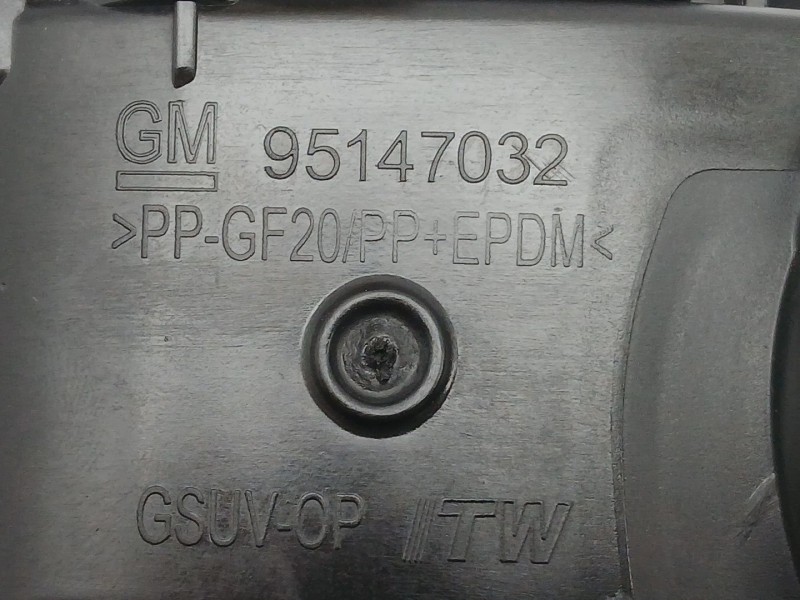 GM 95147032
>PP-GF20/PP+EPDM<
GSUV-OP ITW